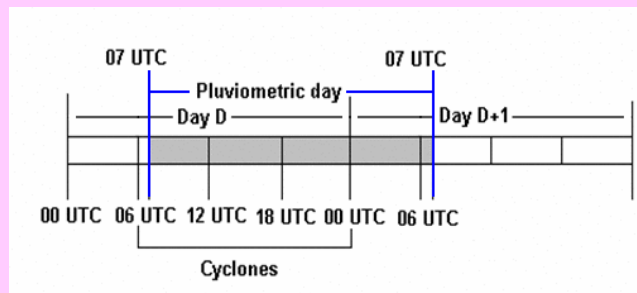 07 UTC 07 UTC
Pluviometric day
Day D Day D+1
00 UTC 06 UTC 12 UTC 18 UTC 00 UTC 06 UTC
Cyclones